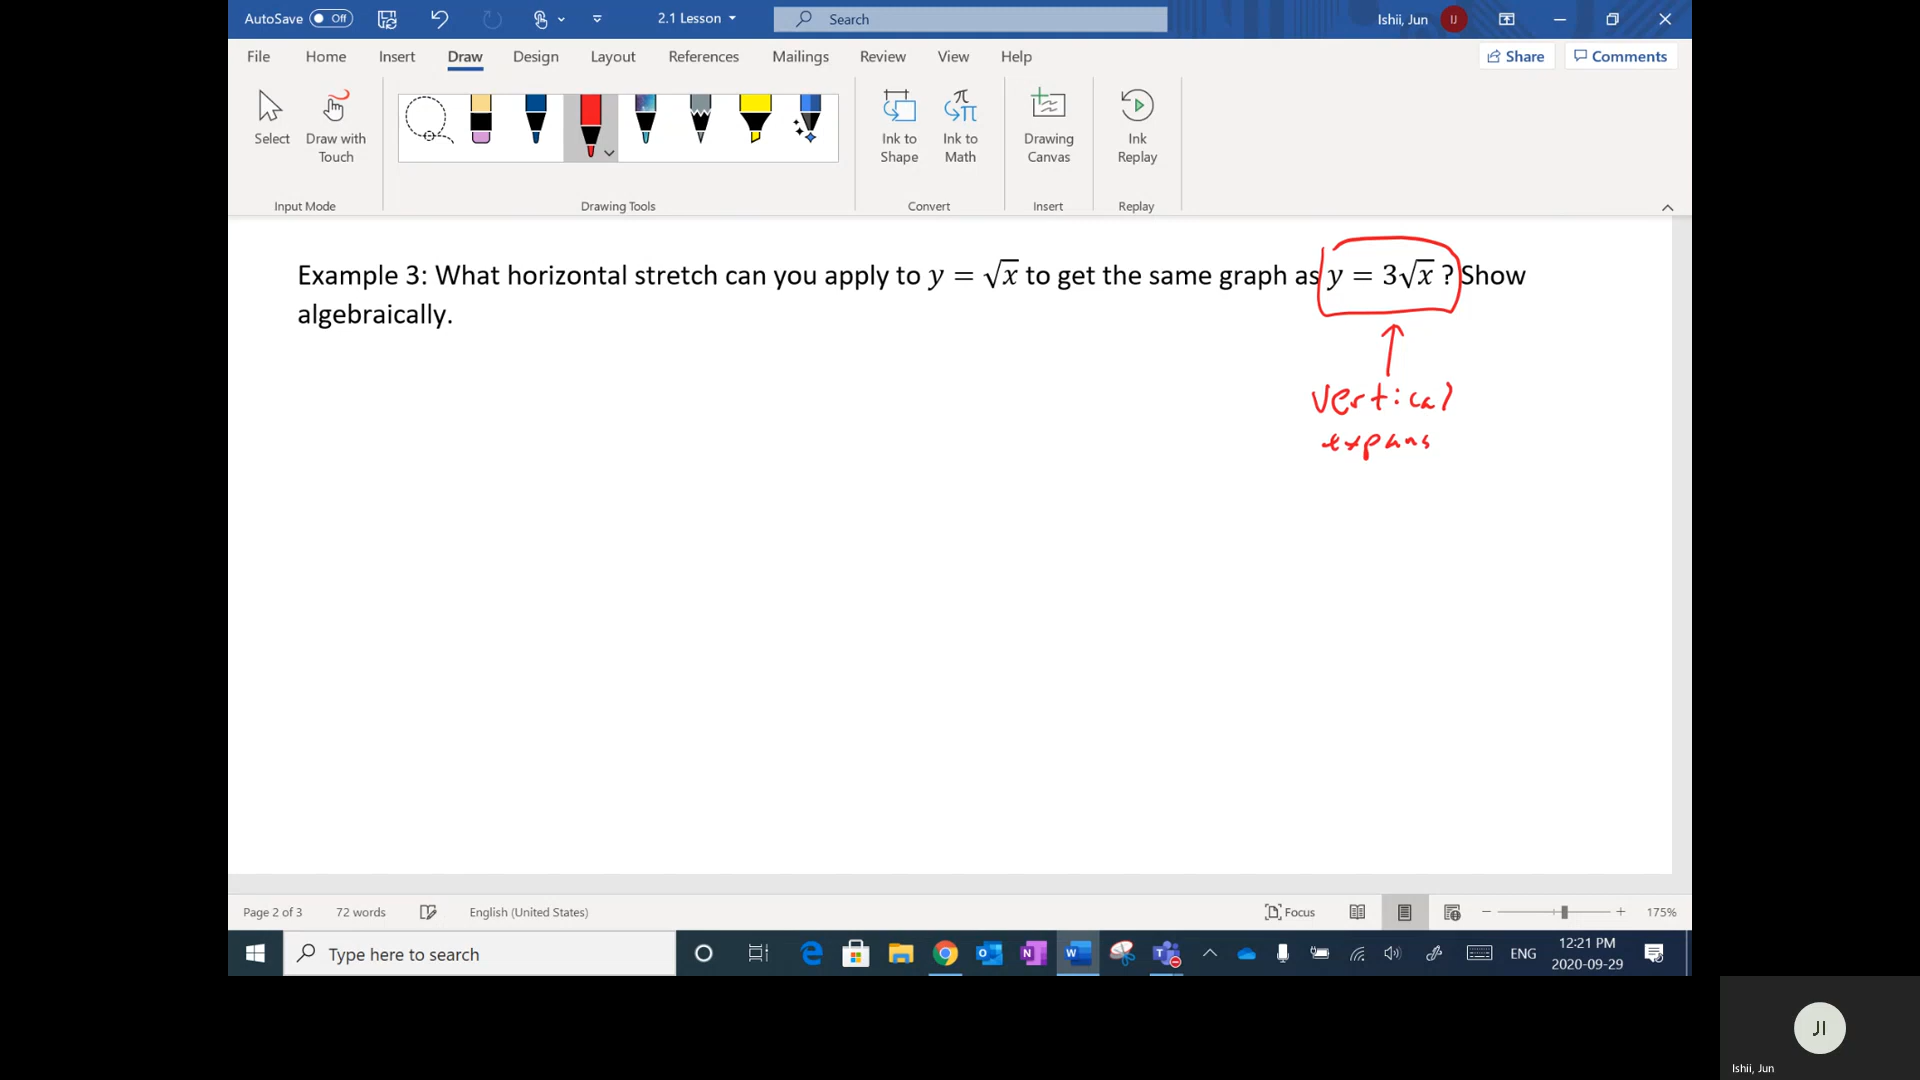 AutoSave Off 2.1 Lesson Search Ishii, Jun IJ
File Home Insert Draw Design Layout References Mailings Review View Help Share Comments
Select
Draw with Touch
Ink to Shape
Ink to Math
Drawing Canvas
Ink Replay
Input Mode Drawing Tools Convert Insert Replay
Example 3: What horizontal stretch can you apply to y = √x to get the same graph as y = 3√x ? Show
algebraically.
vertical
expans
Page 2 of 3 72 words English (United States) Focus 175%
Type here to search ENG 12:21 PM
2020-09-29
JI
Ishii, Jun